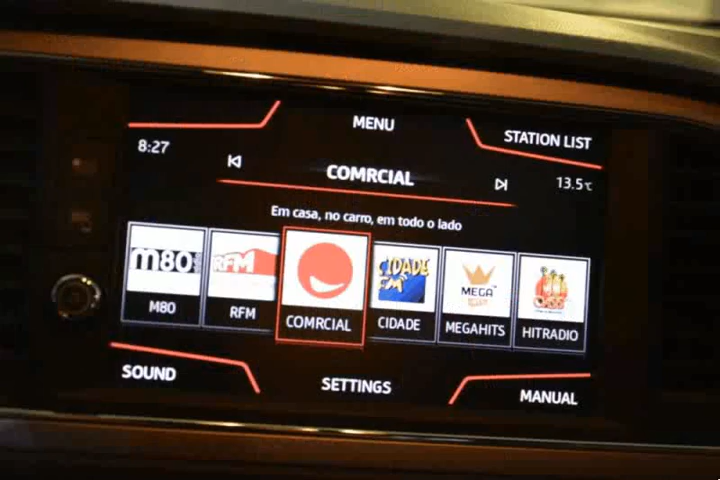 MENU
STATION LIST
8:27
COMRCIAL
13.5°C
Em casa, no carro, em todo o lado
m80
RFM
CIDADE
FM
MEGA
HITS
M80
RFM
COMRCIAL
CIDADE
MEGAHITS
HITRADIO
SOUND
SETTINGS
MANUAL